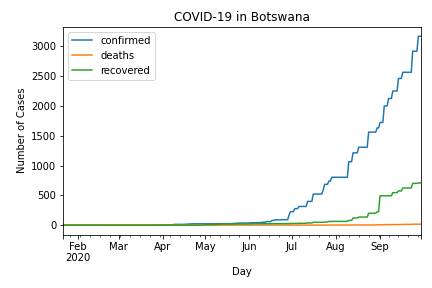 COVID-19 in Botswana
confirmed
deaths
recovered
Number of Cases
3000
2500
2000
1500
1000
500
0
Feb Mar Apr May Jun Jul Aug Sep
2020
Day